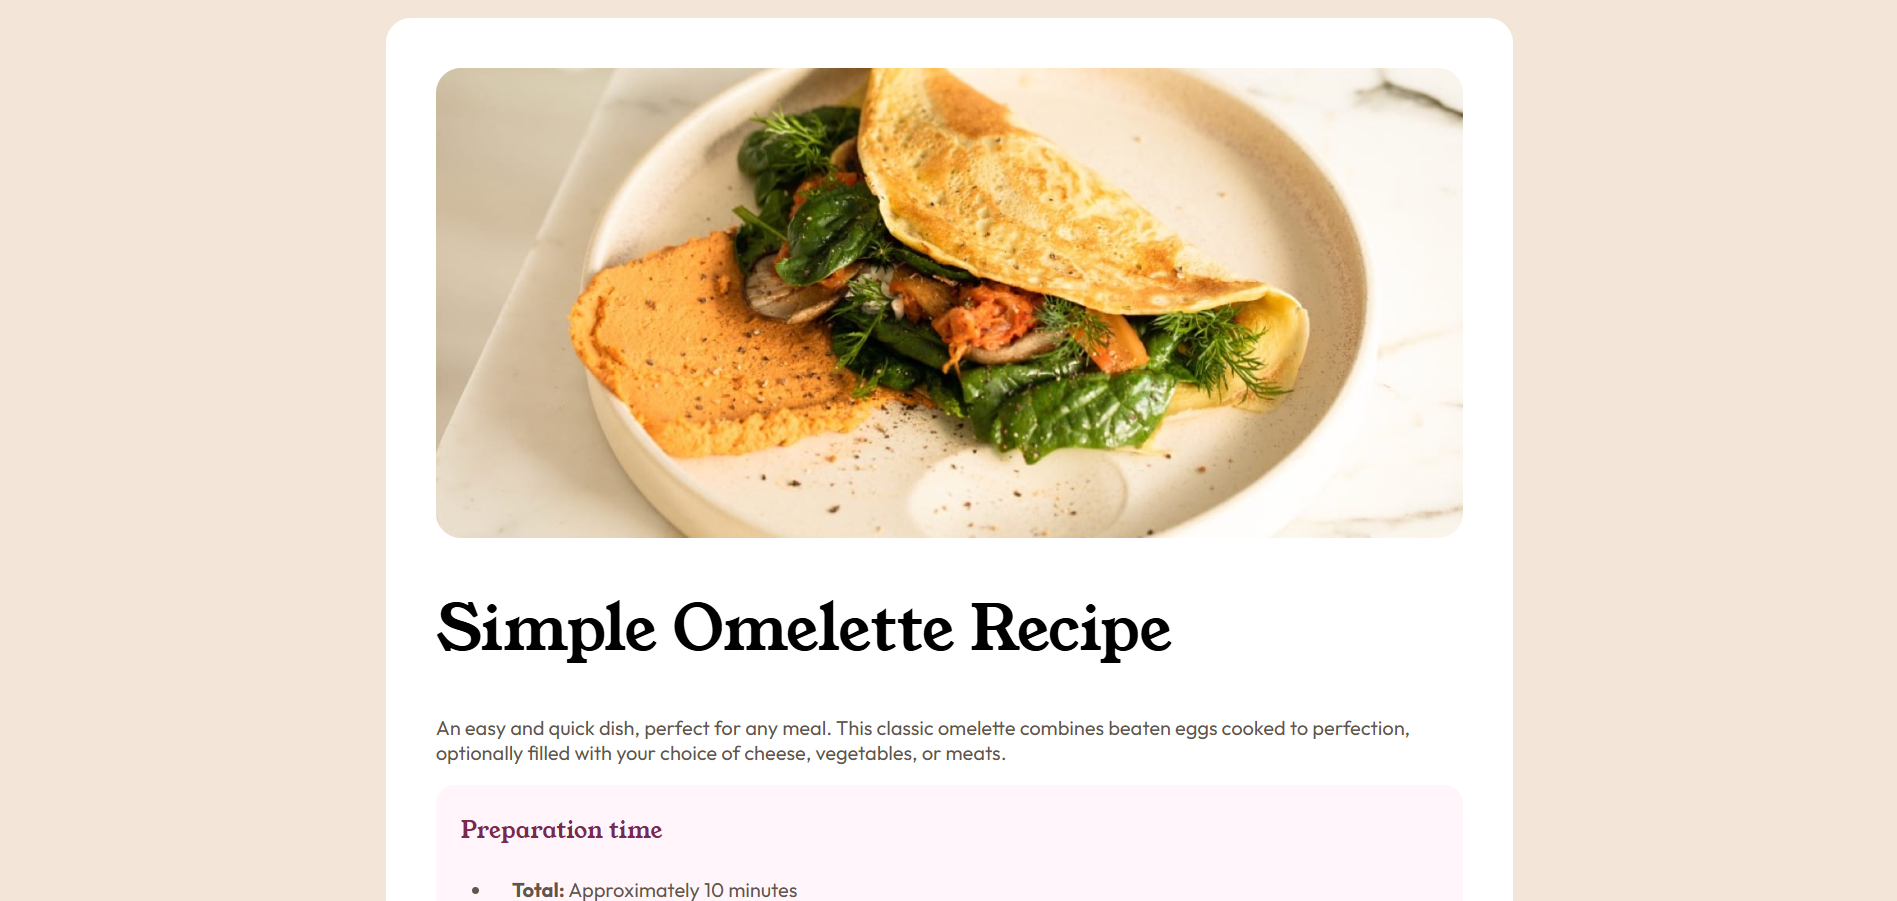 Simple Omelette Recipe
An easy and quick dish, perfect for any meal. This classic omelette combines beaten eggs cooked to perfection,
optionally filled with your choice of cheese, vegetables, or meats.
Preparation time
• Total: Approximately 10 minutes